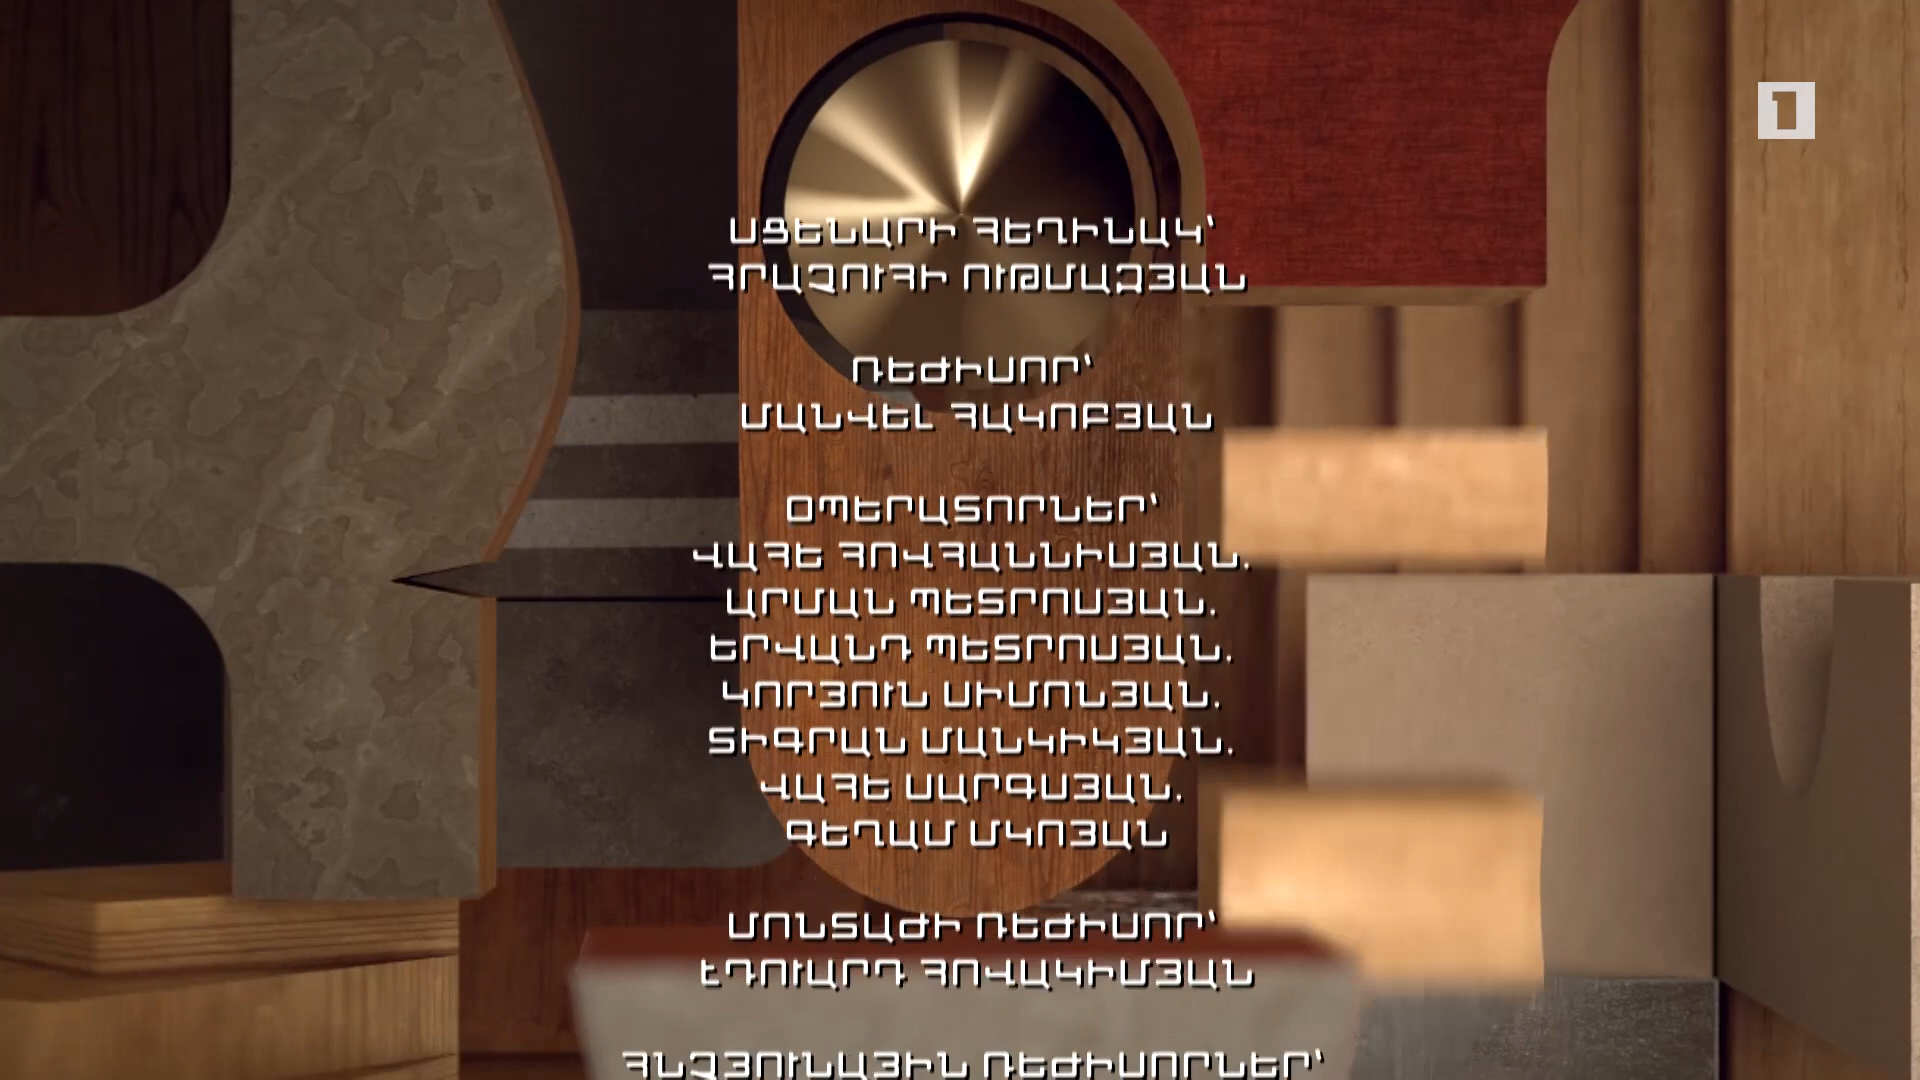 1
ՍՑԵՆԱՐԻ ՀԵՂԻՆԱԿ՝
ՀՐԱՉՈՒՀԻ ՈՒԹՄԱԶՅԱՆ
ՌԵԺԻՍՈՐ՝
ՄԱՆՎԵԼ ՀԱԿՈԲՅԱՆ
ՕՊԵՐԱՏՈՐՆԵՐ՝
ՎԱՀԵ ՀՈՎՀԱՆՆԻՍՅԱՆ.
ԱՐՄԱՆ ՊԵՏՐՈՍՅԱՆ.
ԵՐՎԱՆԴ ՊԵՏՐՈՍՅԱՆ.
ԿՈՐՅՈՒՆ ՍԻՄՈՆՅԱՆ.
ՏԻԳՐԱՆ ՄԱՆԿԻԿՅԱՆ.
ՎԱՀԵ ՍԱՐԳՍՅԱՆ.
ԳԵՂԱՄ ՄԿՈՅԱՆ
ՄՈՆՏԱԺԻ ՌԵԺԻՍՈՐ՝
ԷԴՈՒԱՐԴ ՀՈՎԱԿԻՄՅԱՆ
ՀՆՉՅՈՒՆԱՅԻՆ ՌԵԺԻՍՈՐՆԵՐ՝